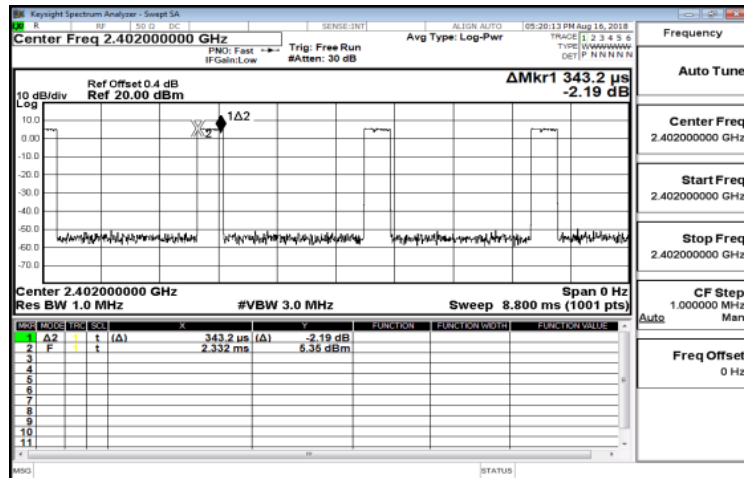 Keysight Spectrum Analyzer - Swept SA
R RF 50 Ω DC SENSE:INT ALIGN AUTO 05:20:13 PM Aug 16, 2018
Center Freq 2.402000000 GHz
PNO: Fast
IFGain:Low
Trig: Free Run
#Atten: 30 dB
Avg Type: Log-Pwr
TRACE 1 2 3 4 5 6
TYPE WWWWWW
DET P N N N N N
Ref Offset 0.4 dB
10 dB/div Ref 20.00 dBm
Log
ΔMkr1 343.2 µs
-2.19 dB
10.0
0.00
-10.0
-20.0
-30.0
-40.0
-50.0
-60.0
-70.0
1Δ2
2
Center 2.402000000 GHz Span 0 Hz
Res BW 1.0 MHz #VBW 3.0 MHz Sweep 8.800 ms (1001 pts)
MKR MODE TRC SCL X Y FUNCTION FUNCTION WIDTH FUNCTION VALUE
1 Δ2 1 t (Δ) 343.2 µs (Δ) -2.19 dB
2 F 1 t 2.332 ms 5.35 dBm
3
4
5
6
7
8
9
10
11
MSG STATUS
Frequency
Auto Tune
Center Freq
2.402000000 GHz
Start Freq
2.402000000 GHz
Stop Freq
2.402000000 GHz
CF Step
1.000000 MHz
Auto Man
Freq Offset
0 Hz